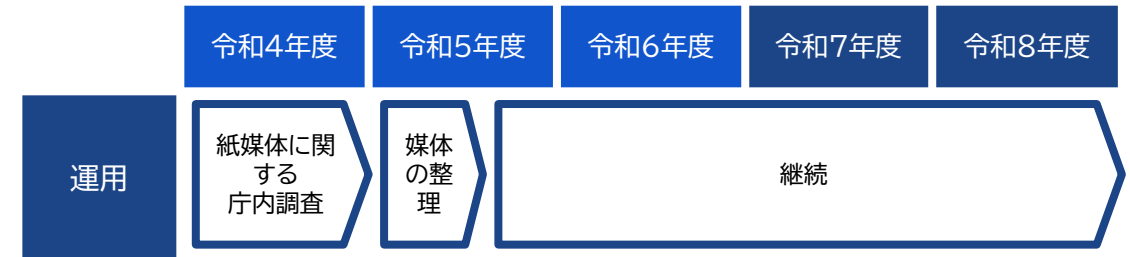 令和4年度 令和5年度 令和6年度 令和7年度 令和8年度
運用
紙媒体に関
する
庁内調査
媒体
の整
理
継続